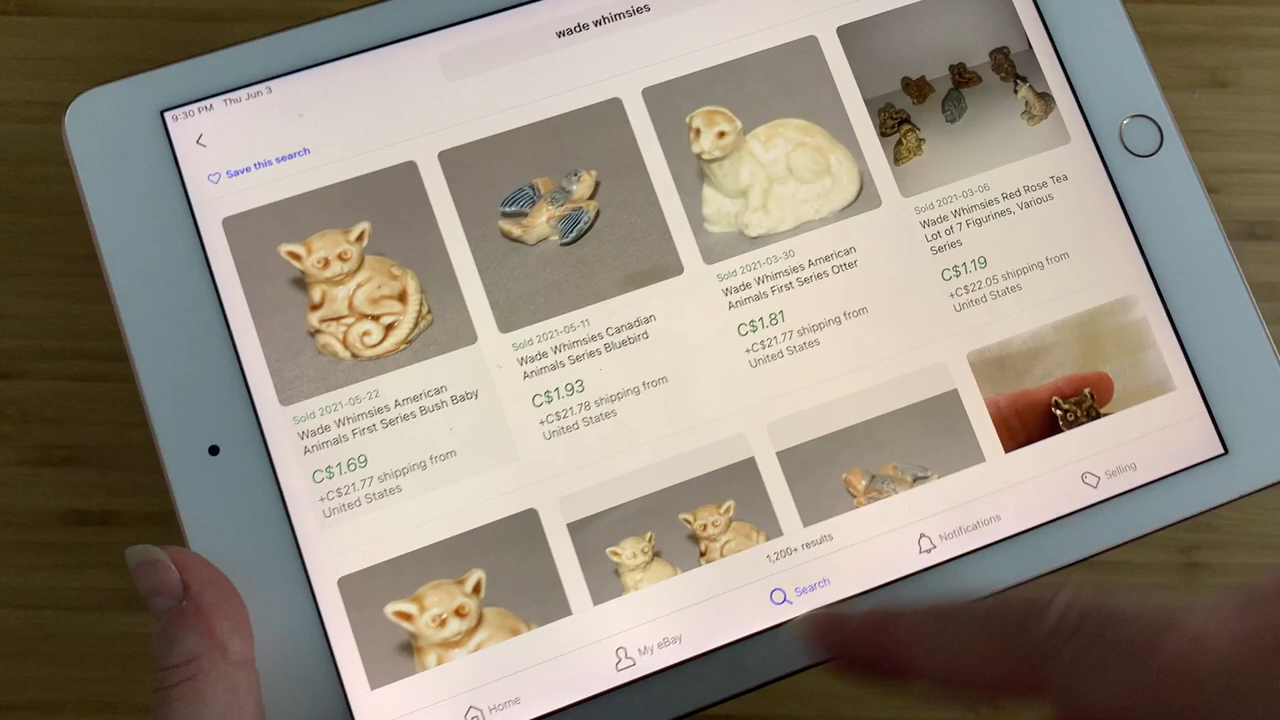 wade whimsies
9:30 PM Thu Jun 3
Save this search
Sold 2021-05-22
Wade Whimsies American
Animals First Series Bush Baby
C$1.69
+C$21.77 shipping from
United States
Sold 2021-05-11
Wade Whimsies Canadian
Animals Series Bluebird
C$1.93
+C$21.78 shipping from
United States
Sold 2021-03-30
Wade Whimsies American
Animals First Series Otter
C$1.81
+C$21.77 shipping from
United States
Sold 2021-03-06
Wade Whimsies Red Rose Tea
Lot of 7 Figurines, Various
Series
C$1.19
+C$22.05 shipping from
United States
1,200+ results
Home
My eBay
Search
Notifications
Selling